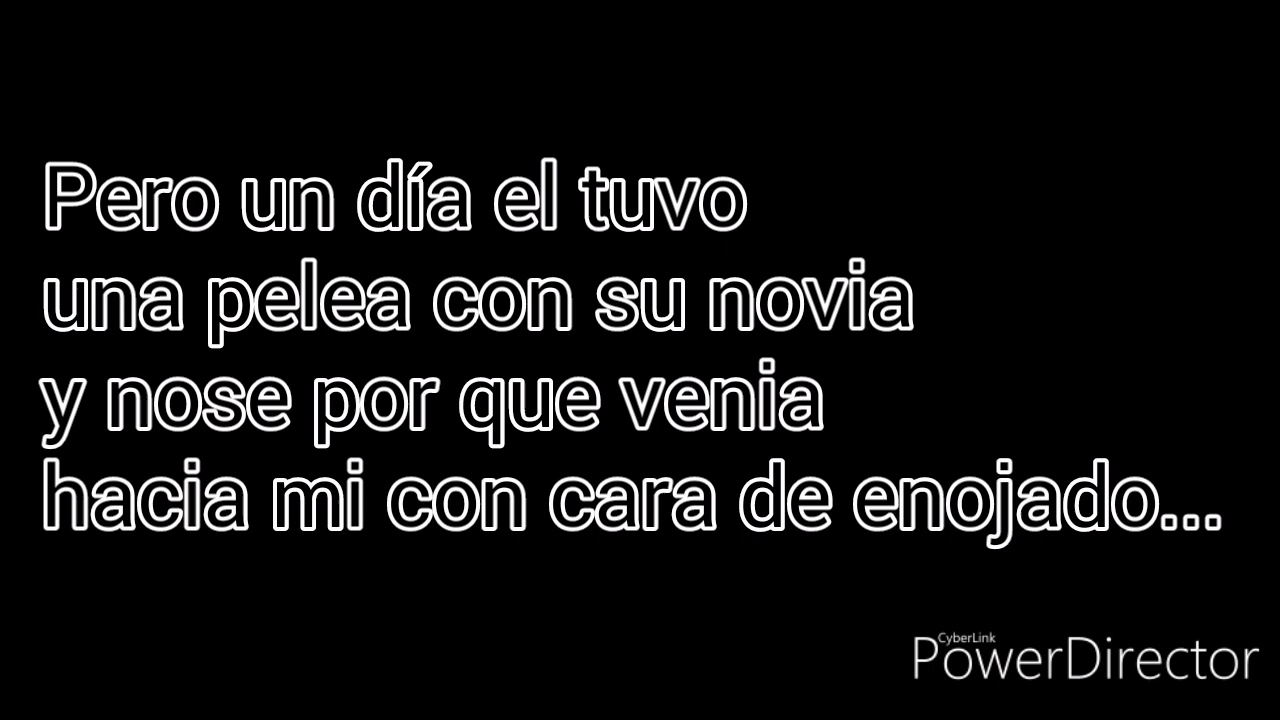 Pero un día el tuvo
una pelea con su novia
y nose por que venia
hacia mi con cara de enojado...
CyberLink
PowerDirector